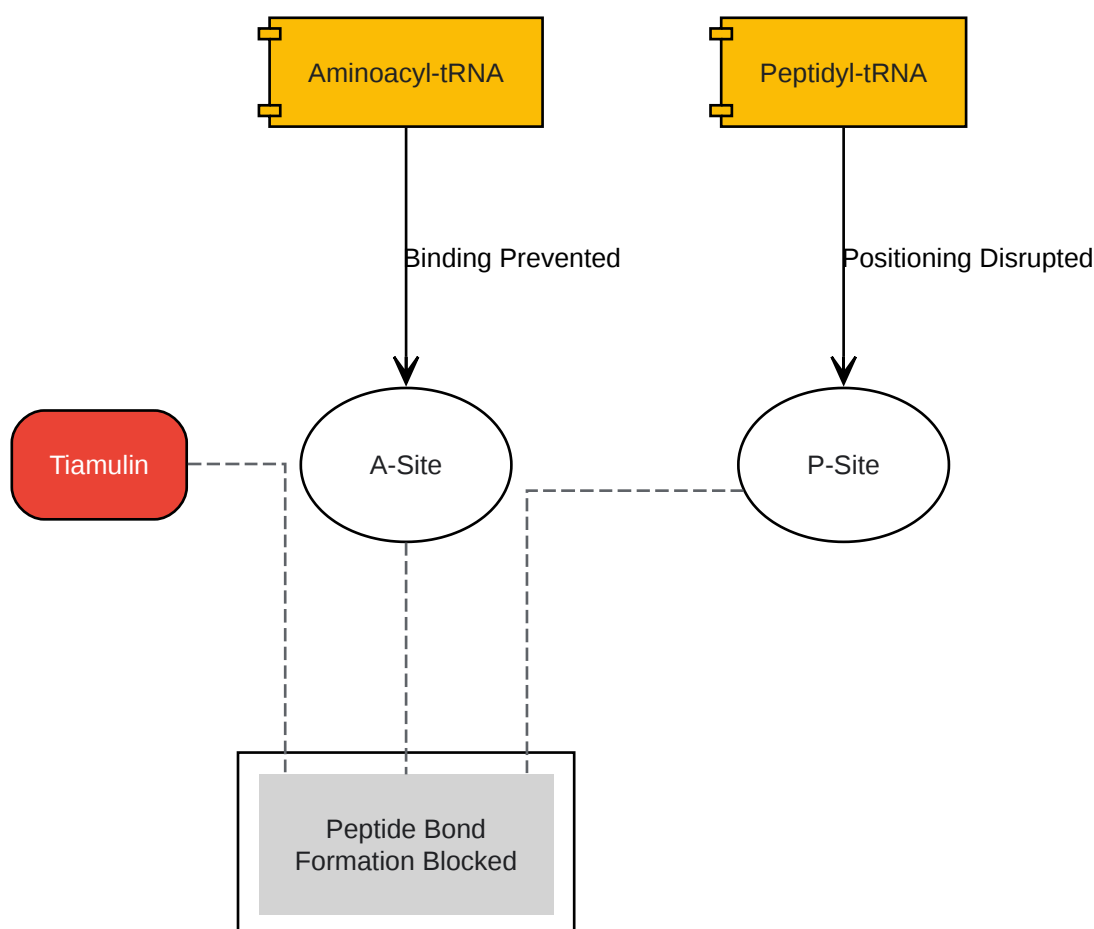 Aminoacyl-tRNA
Peptidyl-tRNA
Binding Prevented
Positioning Disrupted
Tiamulin
A-Site
P-Site
Peptide Bond
Formation Blocked